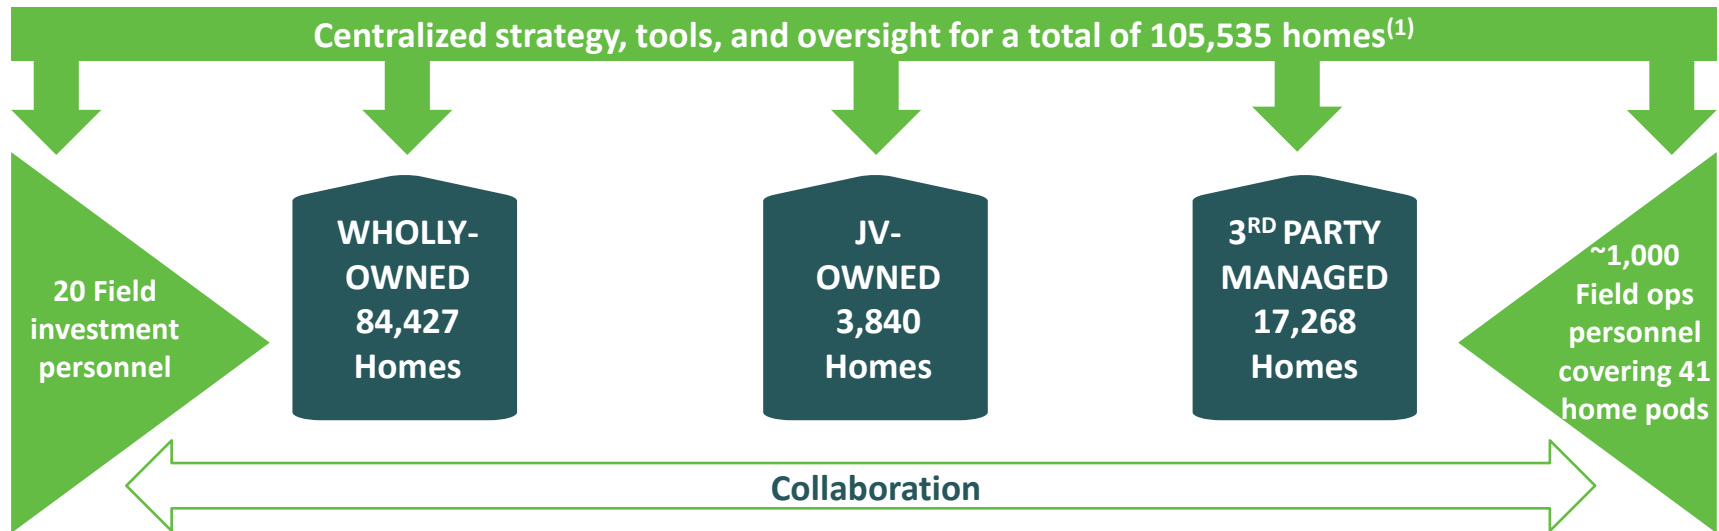 Centralized strategy, tools, and oversight for a total of 105,535 homes(1)
20 Field
investment
personnel
WHOLLY-
OWNED
84,427
Homes
JV-
OWNED
3,840
Homes
3RD PARTY
MANAGED
17,268
Homes
~1,000
Field ops
personnel
covering 41
home pods
Collaboration